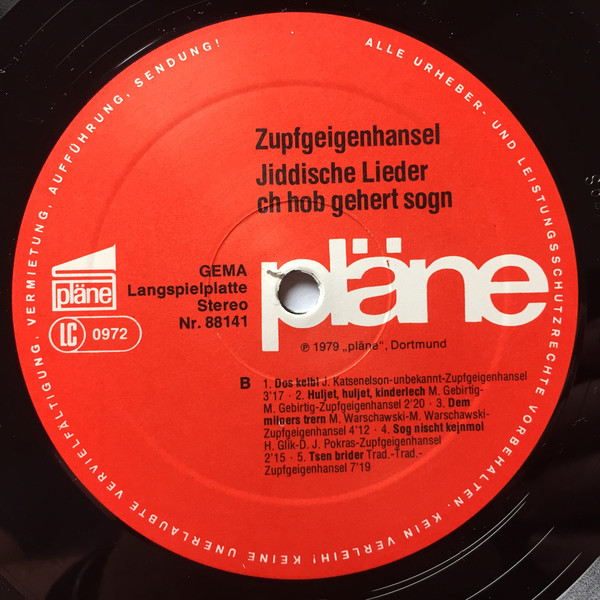 ALLE URHEBER- UND LEISTUNGSSCHUTZRECHTE VORBEHALTEN. KEIN VERLEIH! KEINE UNERLAUBTE VERVIELFÄLTIGUNG, VERMIETUNG, AUFFÜHRUNG, SENDUNG!
Zupfgeigenhansel
Jiddische Lieder
ch hob gehert sogn
pläne
GEMA
Langspielplatte
Stereo
Nr. 88141
pläne
LC 0972
℗ 1979 „pläne", Dortmund
B 1. Dos kelbl J. Katsenelson-unbekannt-Zupfgeigenhansel
3'17 · 2. Huljet, huljet, kinderlech M. Gebirtig-
M. Gebirtig-Zupfgeigenhansel 2'20 · 3. Dem
milners trern M. Warschawski-M. Warschawski-
Zupfgeigenhansel 4'12 · 4. Sog nischt kejnmol
H. Glik-D. J. Pokras-Zupfgeigenhansel
2'15 · 5. Tsen brider Trad.-Trad.-
Zupfgeigenhansel 7'19